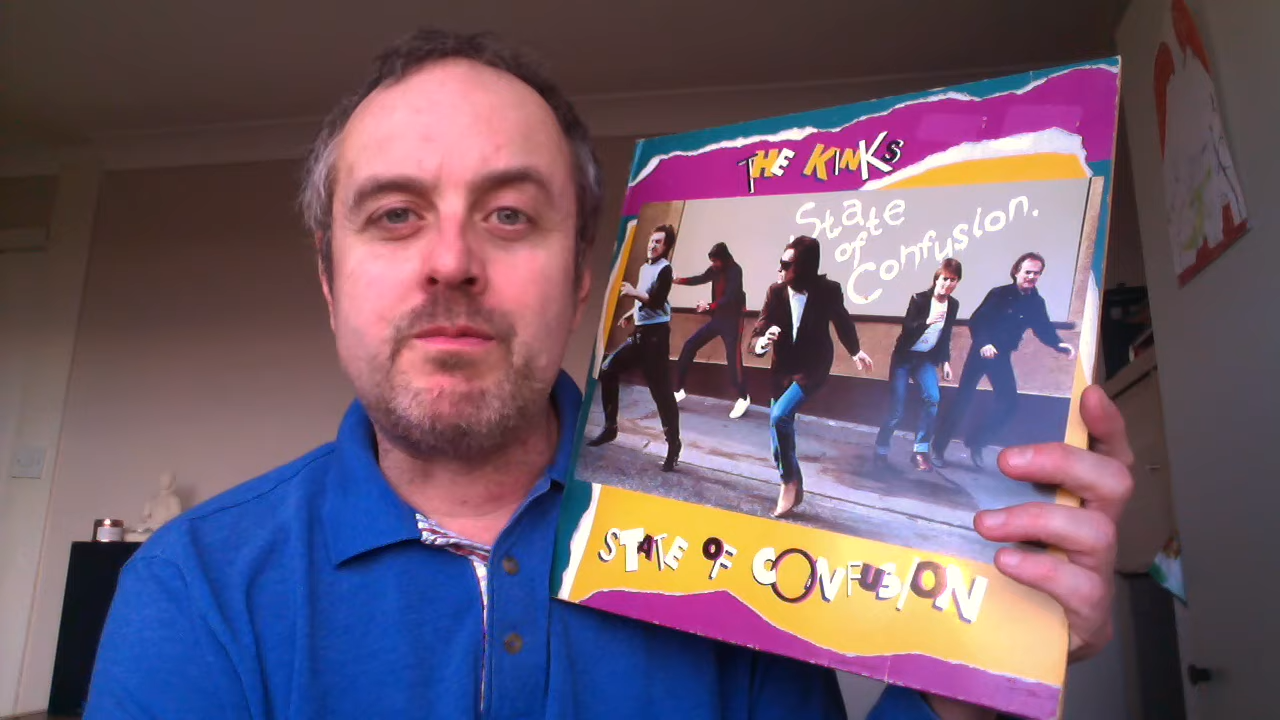 THE KINKS
State
of
Confusion.
STATE OF CONFUSION